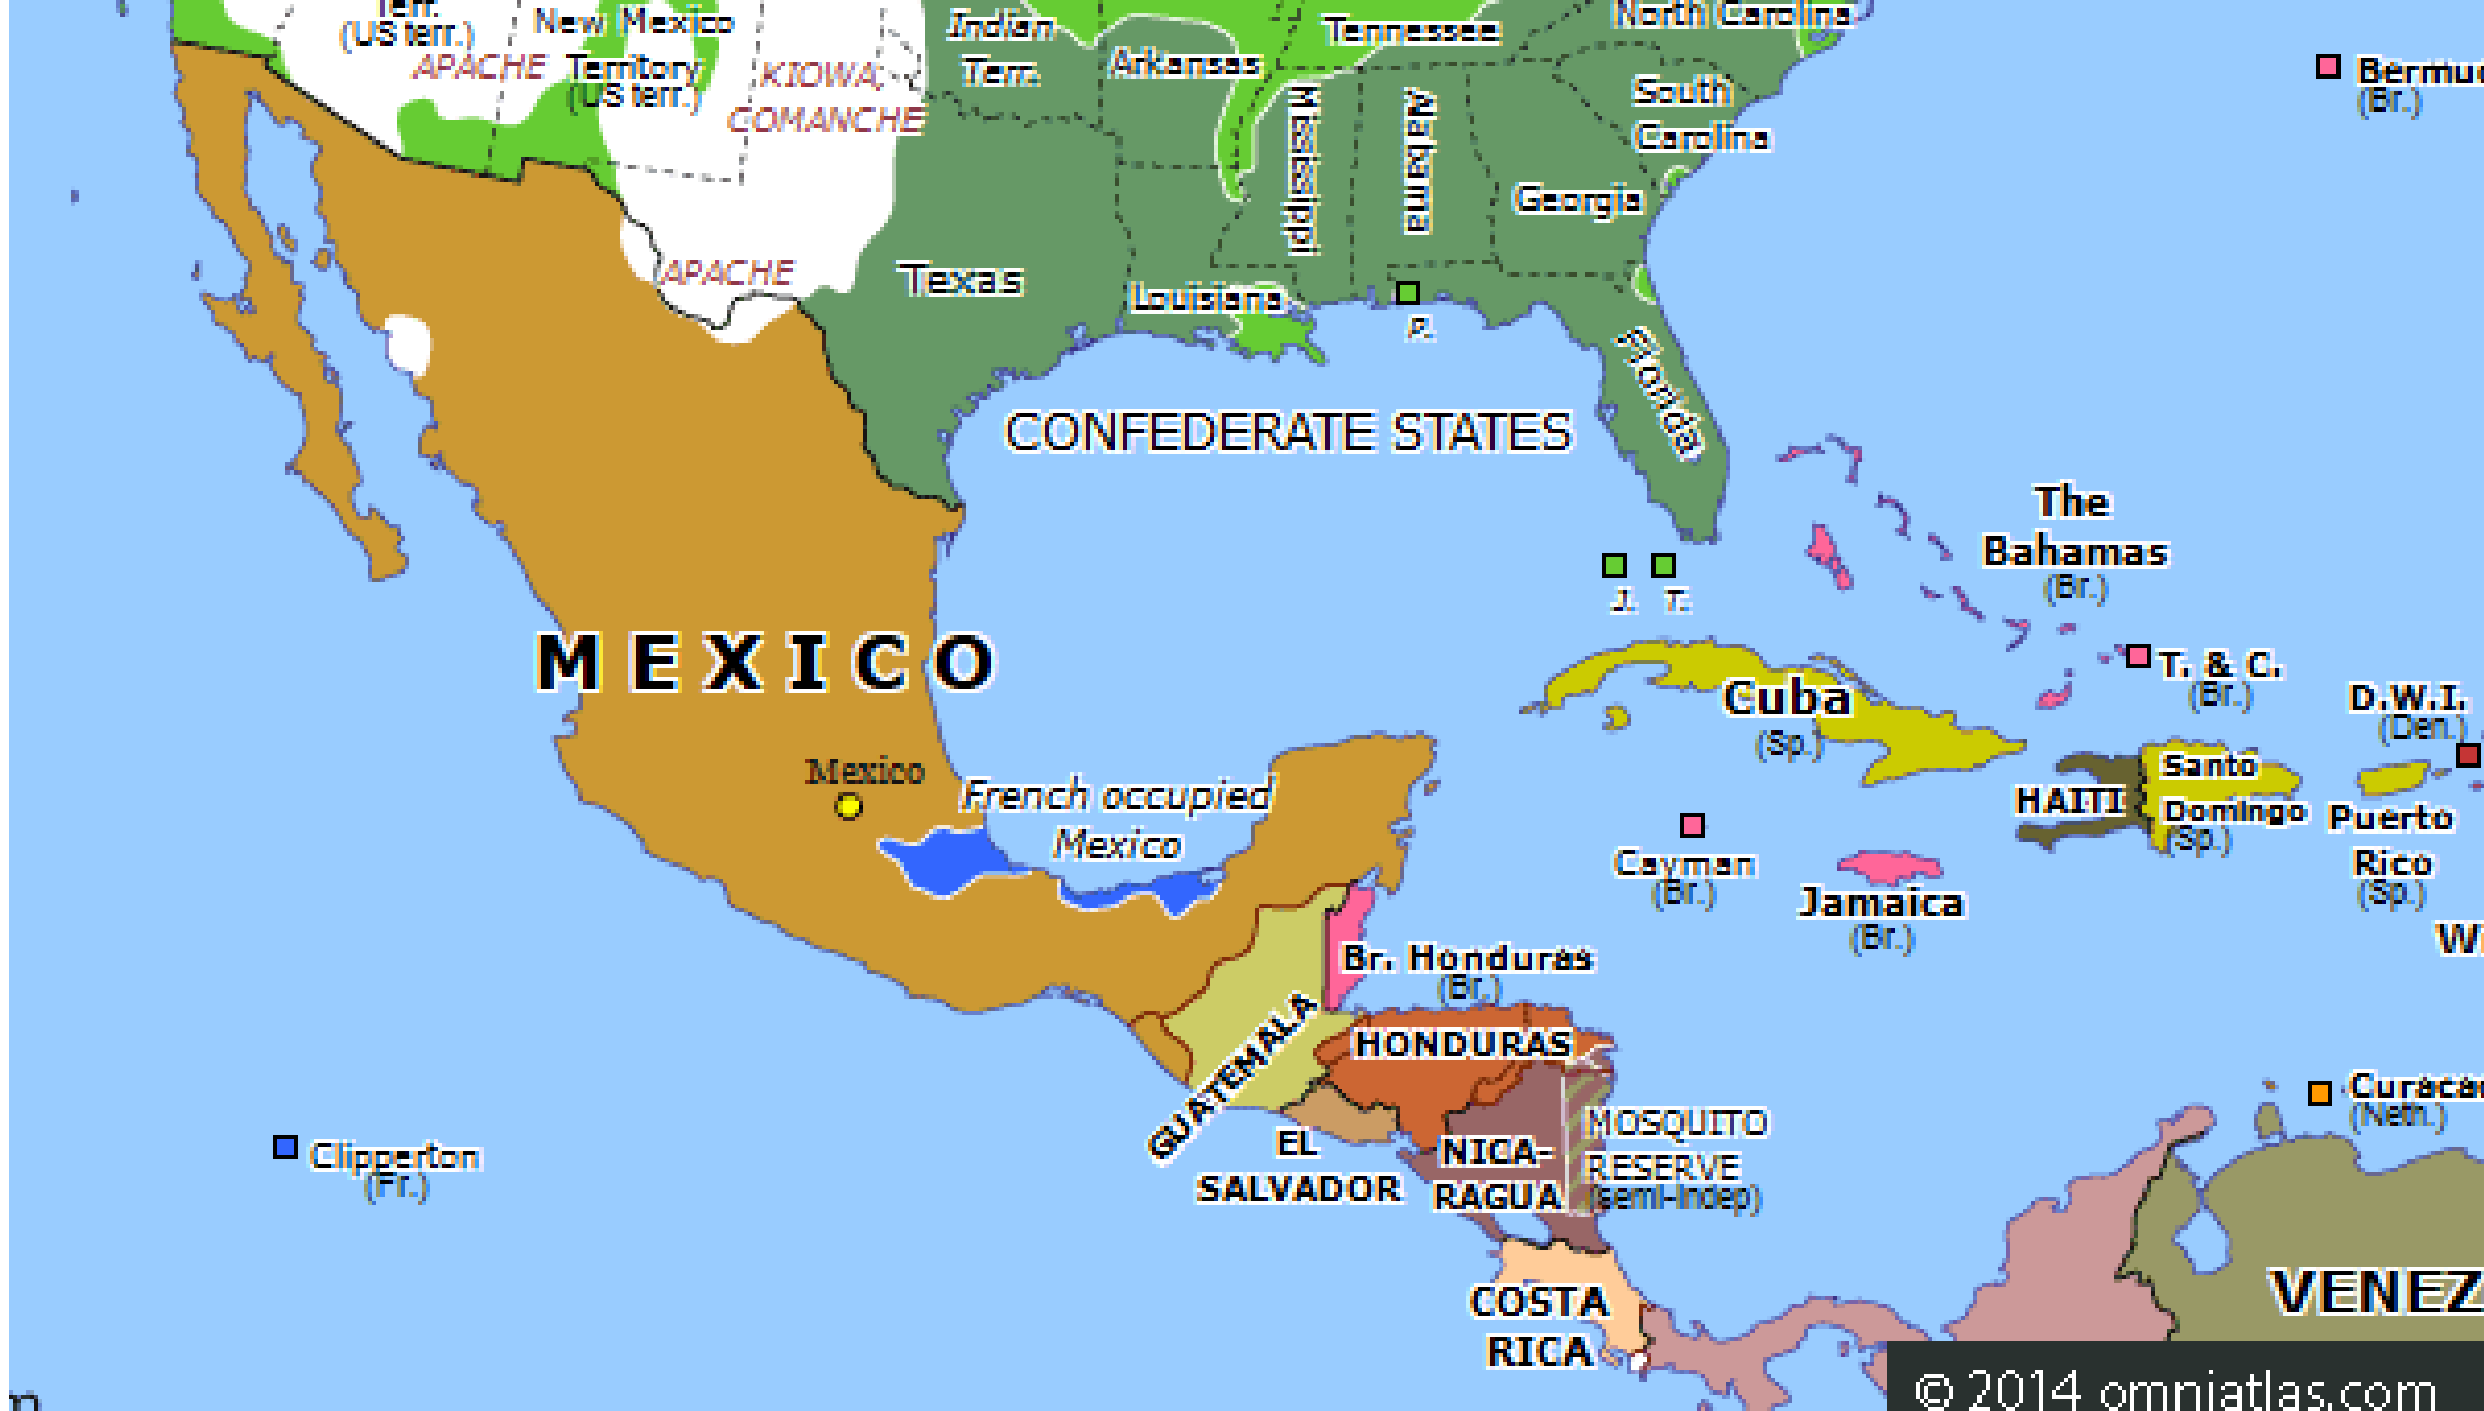 Terr.
(US terr.)
New Mexico
Territory
(US terr.)
APACHE
KIOWA,
COMANCHE
Indian
Terr.
Arkansas
Tennessee
North Carolina
South
Carolina
Mississippi
Alabama
Georgia
(Br.)
APACHE
Texas
Louisiana
P.
Florida
CONFEDERATE STATES
The
Bahamas
(Br.)
J. T.
MEXICO
T. & C.
(Br.)
Cuba
(Sp.)
D.W.I.
(Den.)
Mexico
French occupied
Mexico
HAITI
Santo
Domingo
(Sp.)
Puerto
Rico
(Sp.)
Cayman
(Br.)
Jamaica
(Br.)
Br. Honduras
(Br.)
GUATEMALA
HONDURAS
EL
SALVADOR
NICA-
RAGUA
MOSQUITO
RESERVE
(semi-indep)
(Neth.)
Clipperton
(Fr.)
COSTA
RICA
VENEZ
© 2014 omniatlas.com